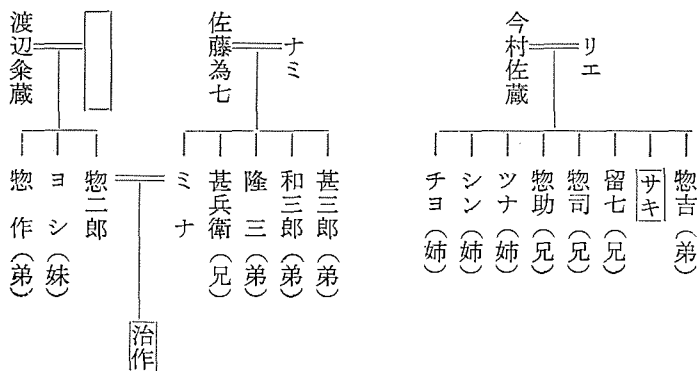 今村佐蔵
リエ
惣吉（弟）
サキ
留七（兄）
惣司（兄）
惣助（兄）
ツナ（姉）
シン（姉）
チヨ（姉）
佐藤為七
ナミ
甚三郎（弟）
和三郎（弟）
隆三（弟）
甚兵衛（兄）
ミナ
渡辺粂蔵
惣二郎
ヨシ（妹）
惣作（弟）
治作